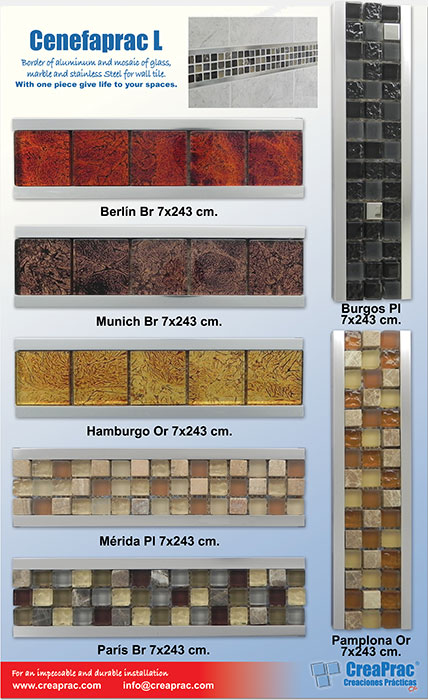 Cenefaprac L
Border of aluminum and mosaic of glass,
marble and stainless Steel for wall tile.
With one piece give life to your spaces.
Berlín Br 7x243 cm.
Munich Br 7x243 cm.
Burgos Pl
7x243 cm.
Hamburgo Or 7x243 cm.
Mérida Pl 7x243 cm.
París Br 7x243 cm.
Pamplona Or
7x243 cm.
For an impeccable and durable installation
www.creaprac.com info@creaprac.com
CreaPrac®
Creaciones Prácticas